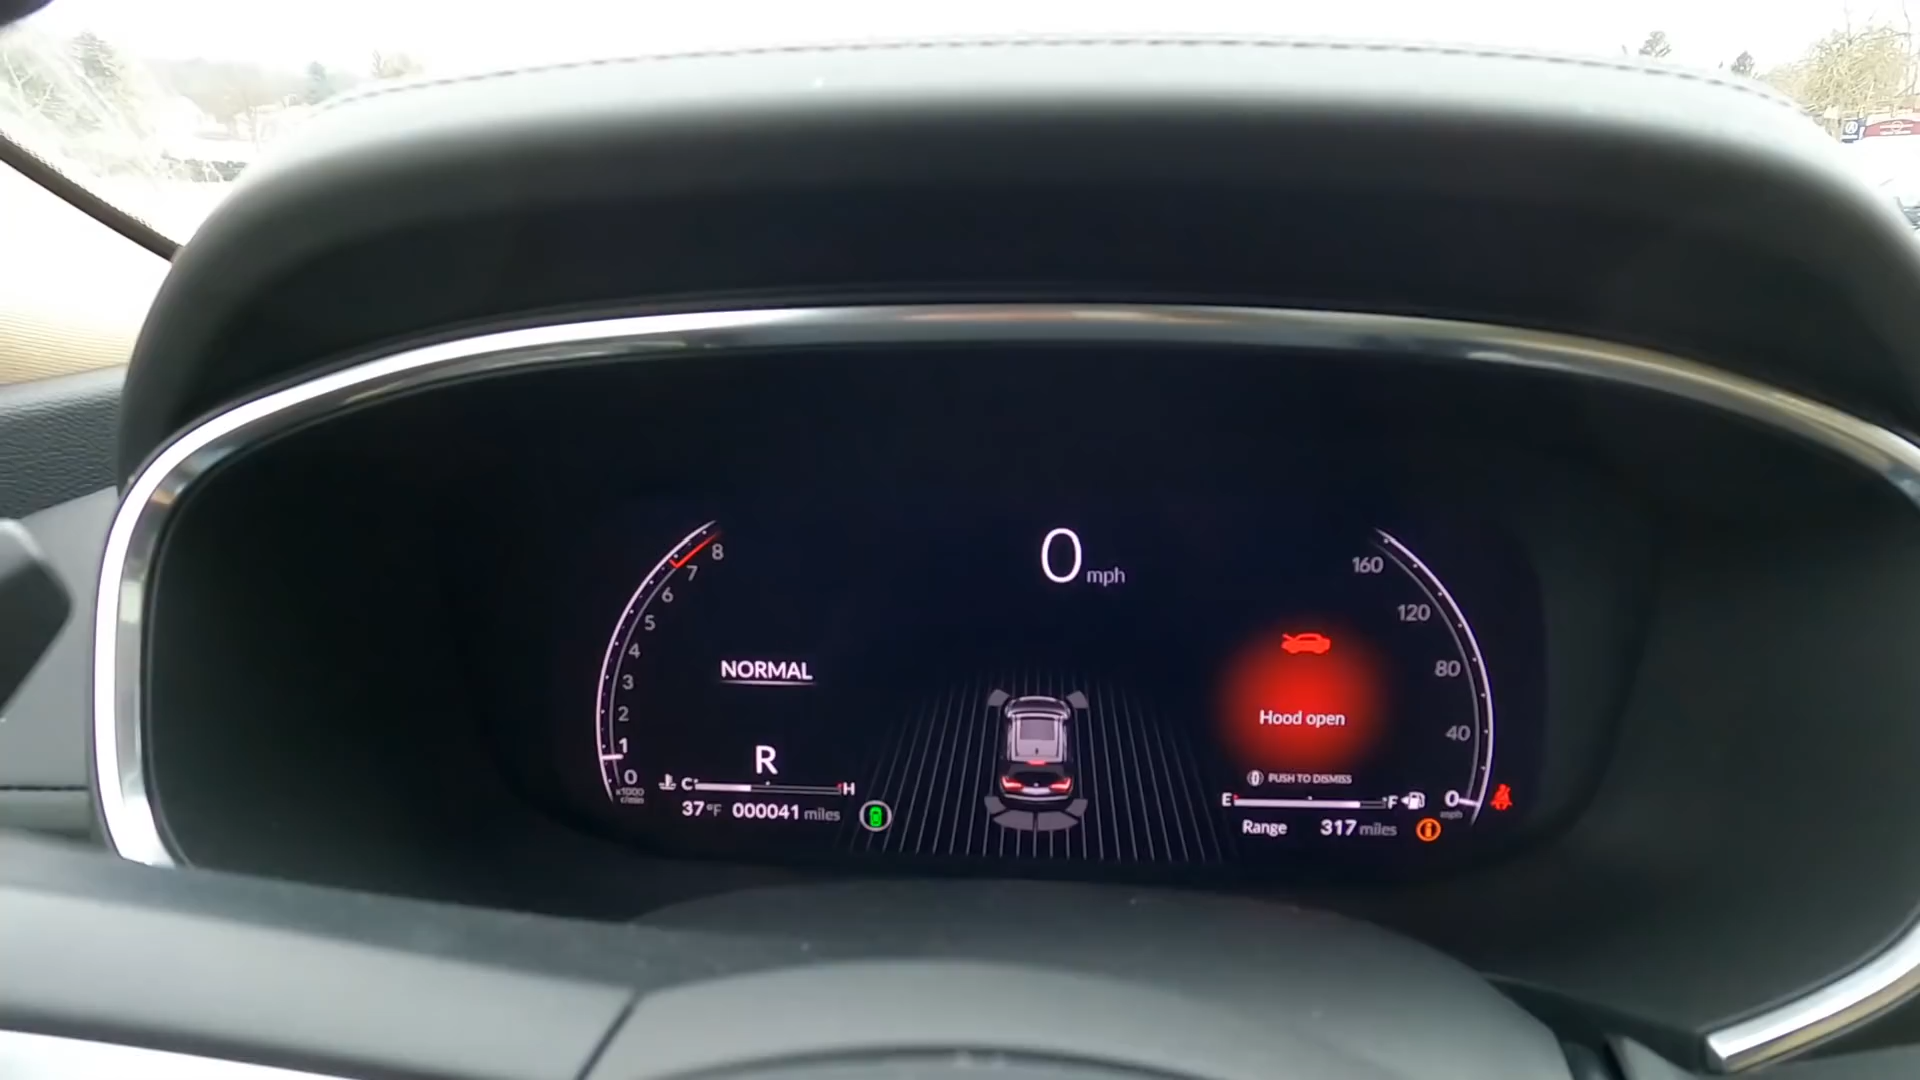 0 mph
8
7
6
5
4
3
2
1
0
x1000
r/min
NORMAL
R
C H
37°F 000041 miles
160
120
80
40
0
mph
Hood open
PUSH TO DISMISS
E F
Range 317 miles